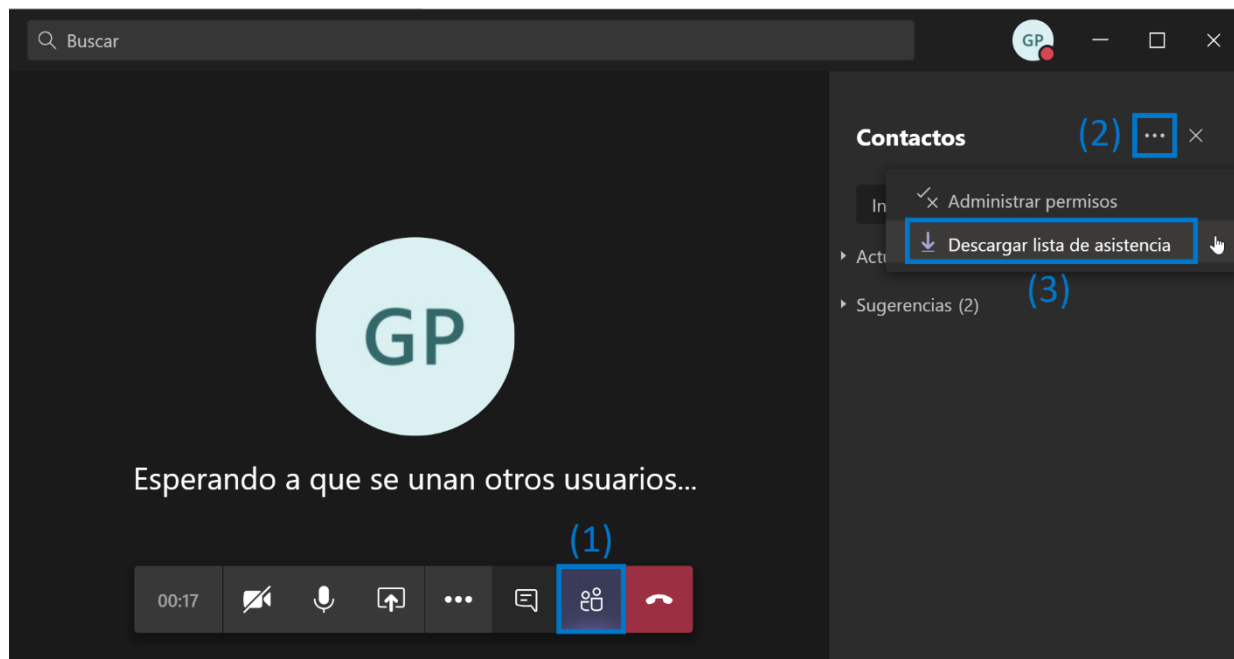 Buscar
GP
Contactos
(2)
In
Administrar permisos
Descargar lista de asistencia
Actu
(3)
Sugerencias (2)
GP
Esperando a que se unan otros usuarios...
(1)
00:17